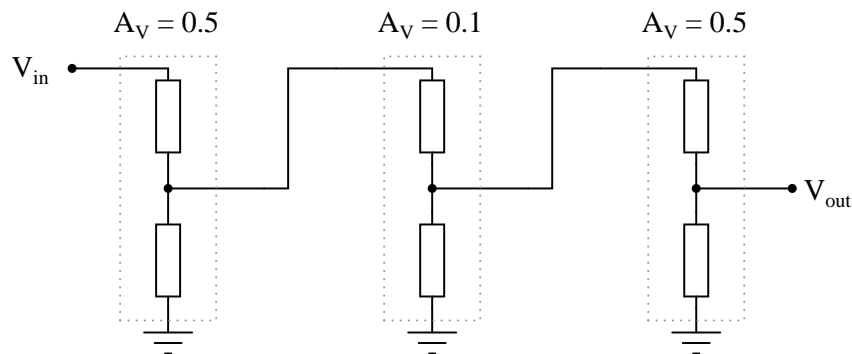 A_V = 0.5
A_V = 0.1
A_V = 0.5
V_in
V_out